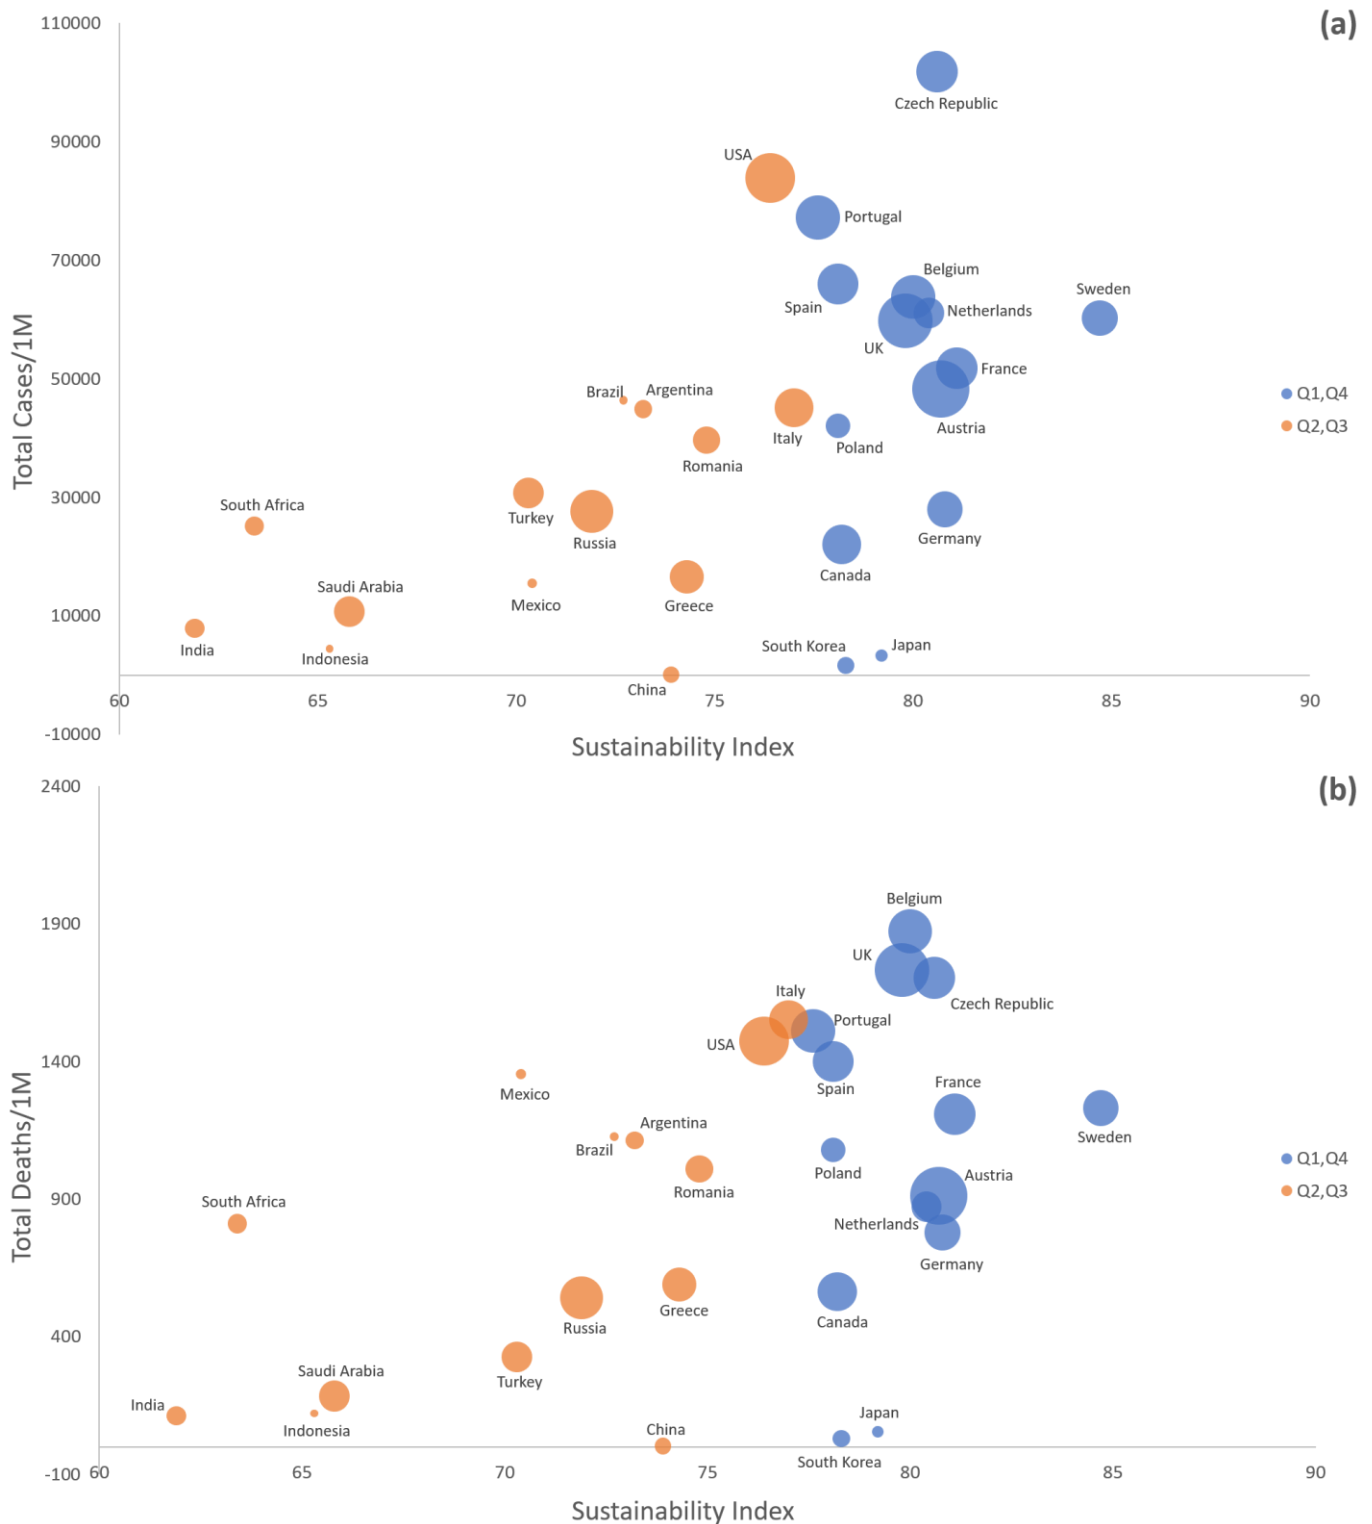 (a)
110000
Czech Republic
90000
USA
Portugal
70000
Belgium
Sweden
Spain
Netherlands
UK
France
50000
Brazil
Argentina
Q1,Q4
Italy
Austria
Q2,Q3
Poland
Romania
Total Cases/1M
30000
South Africa
Turkey
Russia
Germany
Canada
Saudi Arabia
Mexico
Greece
10000
India
Indonesia
South Korea
Japan
China
60 65 70 75 80 85 90
-10000
Sustainability Index
(b)
2400
Belgium
1900
UK
Italy
Czech Republic
Portugal
USA
1400
France
Mexico
Spain
Argentina
Sweden
Brazil
Q1,Q4
Poland
Austria
Romania
Q2,Q3
900
South Africa
Netherlands
Total Deaths/1M
Germany
Greece
Canada
Russia
400
Saudi Arabia
Turkey
India
Japan
Indonesia
China
South Korea
-100
60 65 70 75 80 85 90
Sustainability Index